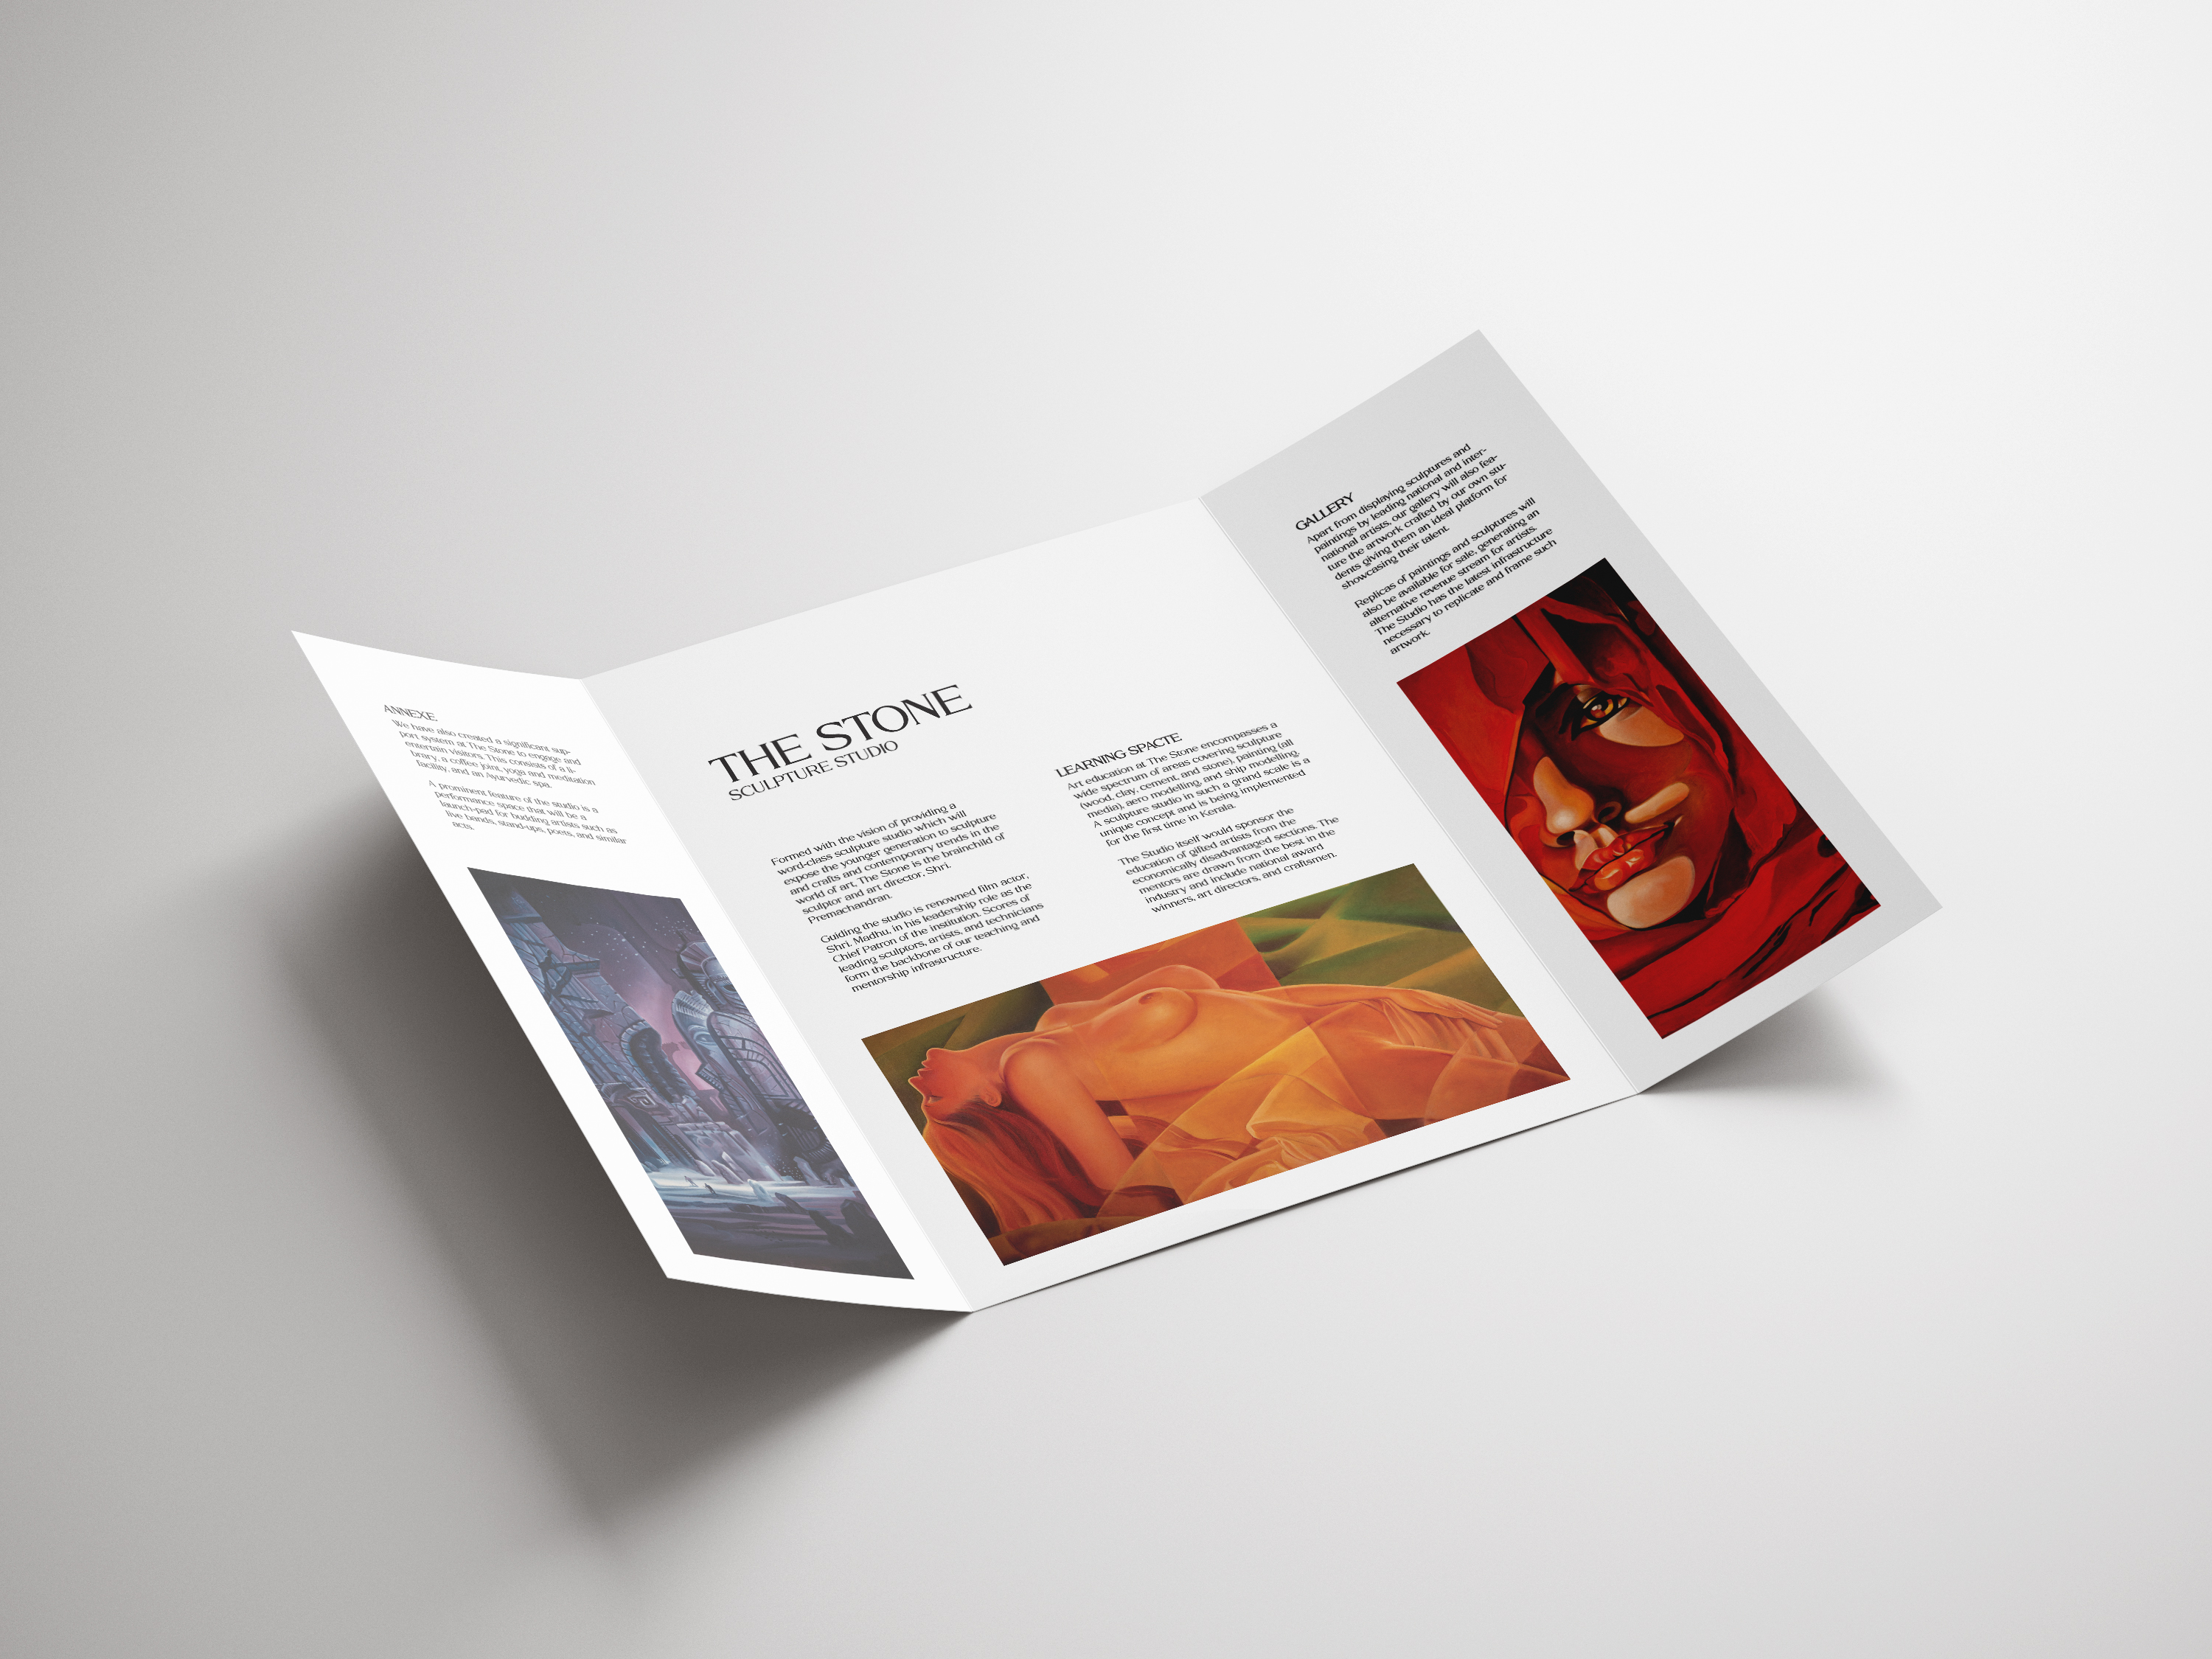 ANNEXE
We have also created a significant sup-
port system at The Stone to engage and
entertain visitors. This consists of a li-
brary, a coffee joint, yoga and meditation
facility, and an Ayurvedic spa.
A prominent feature of the studio is a
performance space that will be a
launch-pad for budding artists such as
live bands, stand-ups, poets, and similar
acts.
THE STONE
SCULPTURE STUDIO
Formed with the vision of providing a
word-class sculpture studio which will
expose the younger generation to sculpture
and crafts and contemporary trends in the
world of art, The Stone is the brainchild of
sculptor and art director, Shri.
Premachandran.
Guiding the studio is renowned film actor,
Shri. Madhu, in his leadership role as the
Chief Patron of the institution. Scores of
leading sculptors, artists, and technicians
form the backbone of our teaching and
mentorship infrastructure.
LEARNING SPACTE
Art education at The Stone encompasses a
wide spectrum of areas covering sculpture
(wood, clay, cement, and stone), painting (all
media), aero modelling, and ship modelling.
A sculpture studio in such a grand scale is a
unique concept and is being implemented
for the first time in Kerala.
The Studio itself would sponsor the
education of gifted artists from the
economically disadvantaged sections. The
mentors are drawn from the best in the
industry and include national award
winners, art directors, and craftsmen.
GALLERY
Apart from displaying sculptures and
paintings by leading national and inter-
national artists, our gallery will also fea-
ture the artwork crafted by our own stu-
dents giving them an ideal platform for
showcasing their talent.
Replicas of paintings and sculptures will
also be available for sale, generating an
alternative revenue stream for artists.
The Studio has the latest infrastructure
necessary to replicate and frame such
artwork.